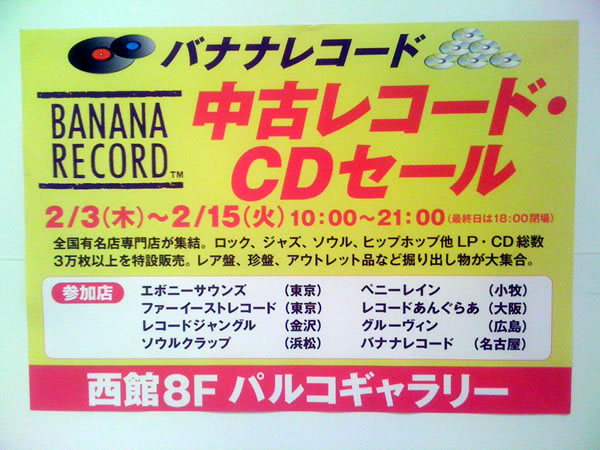 バナナレコード
BANANA
RECORD™
中古レコード・
CDセール
2/3(木)～2/15(火) 10:00～21:00(最終日は18:00閉場)
全国有名店専門店が集結。ロック、ジャズ、ソウル、ヒップホップ他LP・CD総数
3万枚以上を特設販売。レア盤、珍盤、アウトレット品など掘り出し物が大集合。
参加店
エボニーサウンズ (東京)
ファーイーストレコード (東京)
レコードジャングル (金沢)
ソウルクラップ (浜松)
ペニーレイン (小牧)
レコードあんぐらあ (大阪)
グルーヴィン (広島)
バナナレコード (名古屋)
西館8F パルコギャラリー